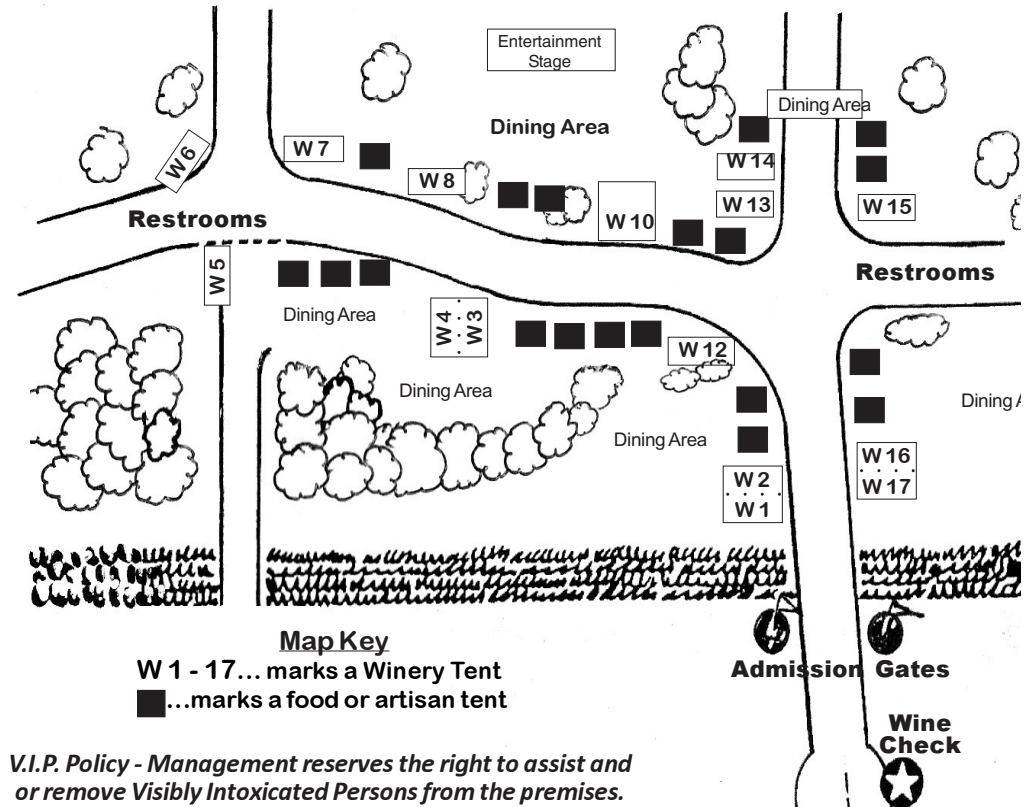 Entertainment
Stage
Dining Area
Dining Area
W 6
W 7
W 8
W 10
W 14
W 13
W 15
Restrooms
Restrooms
W 5
Dining Area
W 4
W 3
W 12
Dining Area
Dining Area
Dining A
W 2
W 1
W 16
W 17
Map Key
W 1 - 17... marks a Winery Tent
...marks a food or artisan tent
Admission Gates
Wine
Check
V.I.P. Policy - Management reserves the right to assist and
or remove Visibly Intoxicated Persons from the premises.